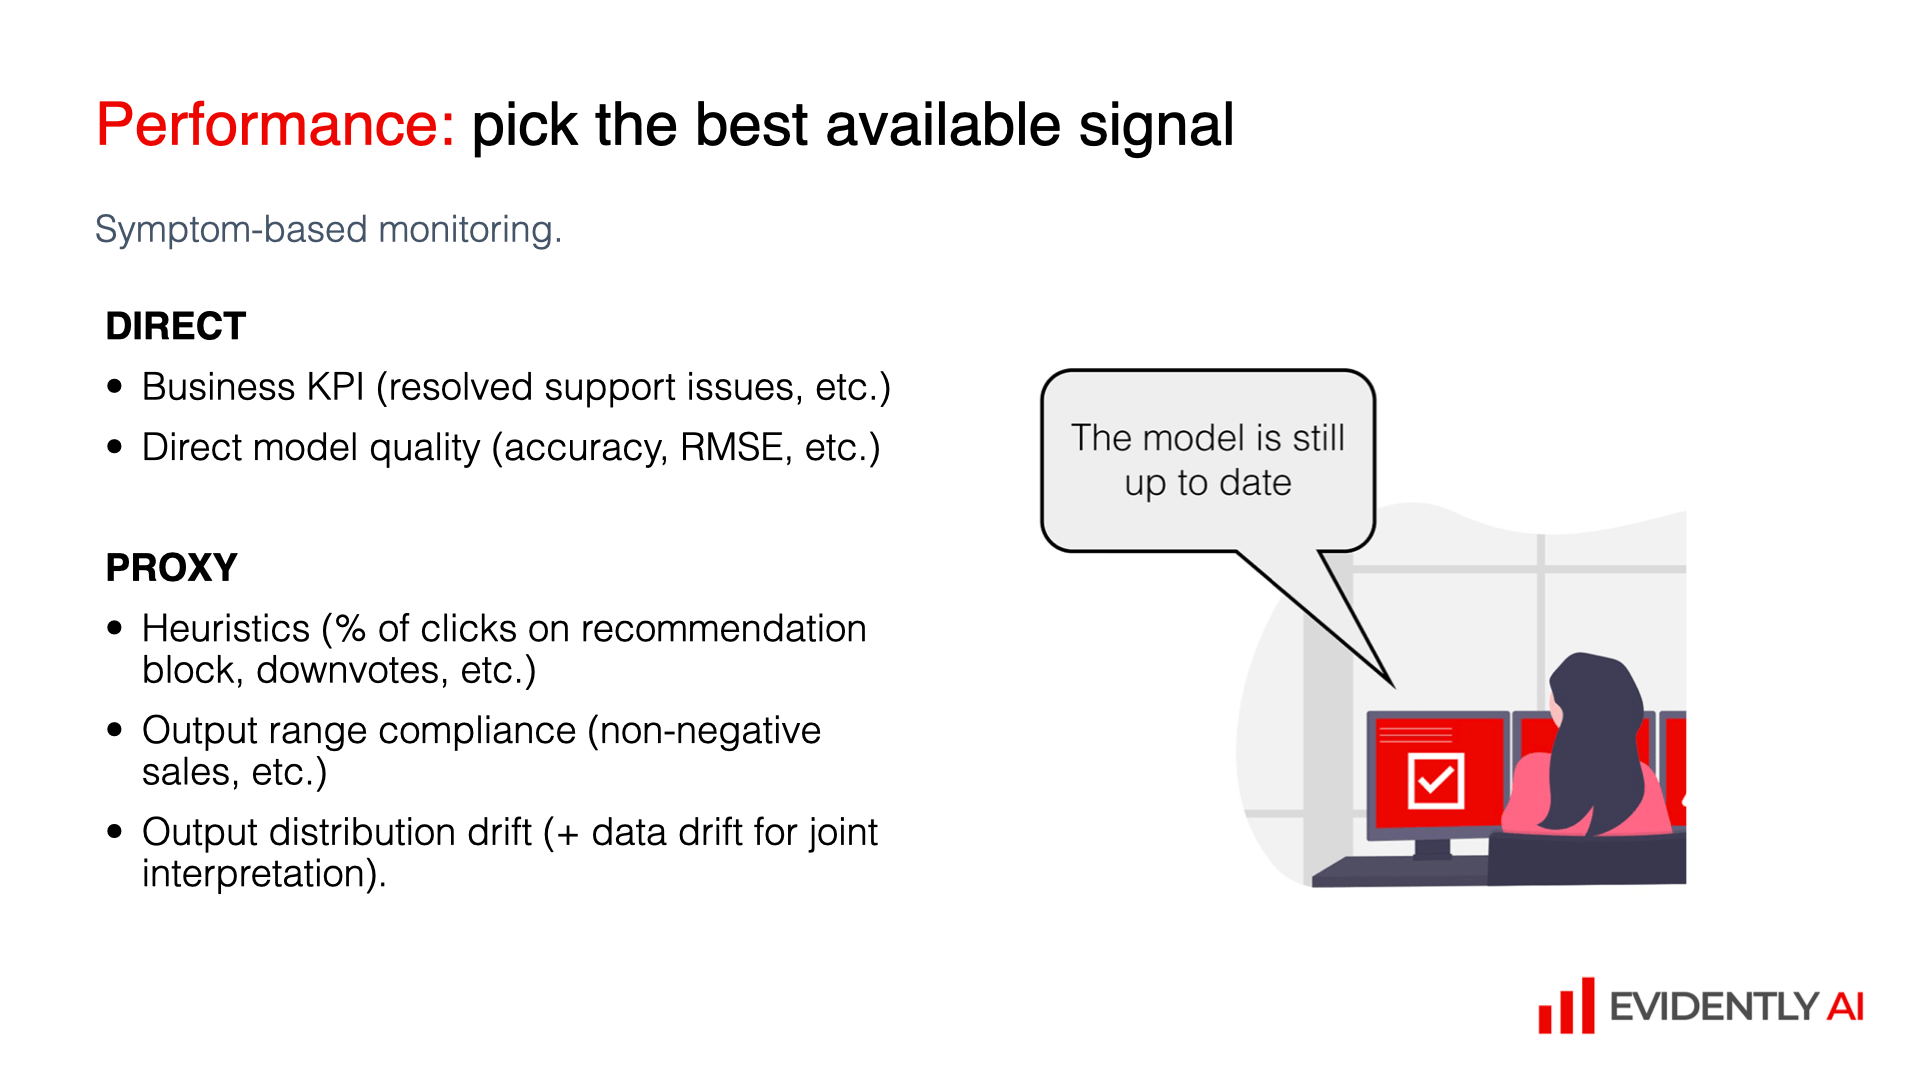 Performance: pick the best available signal
Symptom-based monitoring.
DIRECT
• Business KPI (resolved support issues, etc.)
• Direct model quality (accuracy, RMSE, etc.)
PROXY
• Heuristics (% of clicks on recommendation
block, downvotes, etc.)
• Output range compliance (non-negative
sales, etc.)
• Output distribution drift (+ data drift for joint
interpretation).
The model is still
up to date
EVIDENTLY AI